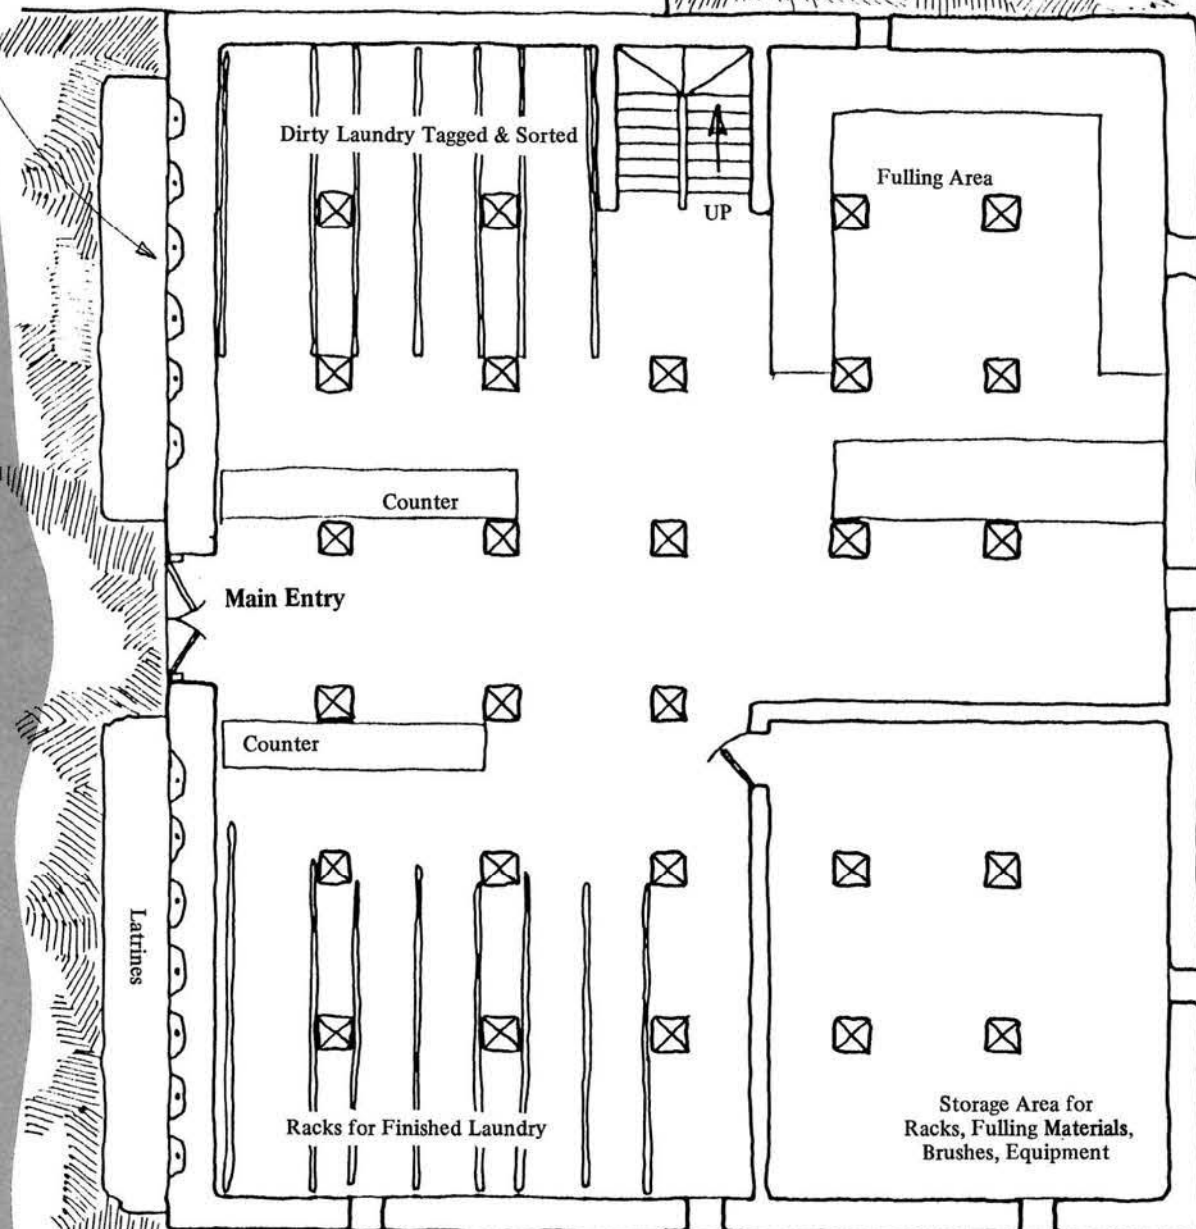 Dirty Laundry Tagged & Sorted
Fulling Area
UP
Counter
Main Entry
Counter
Latrines
Racks for Finished Laundry
Storage Area for
Racks, Fulling Materials,
Brushes, Equipment